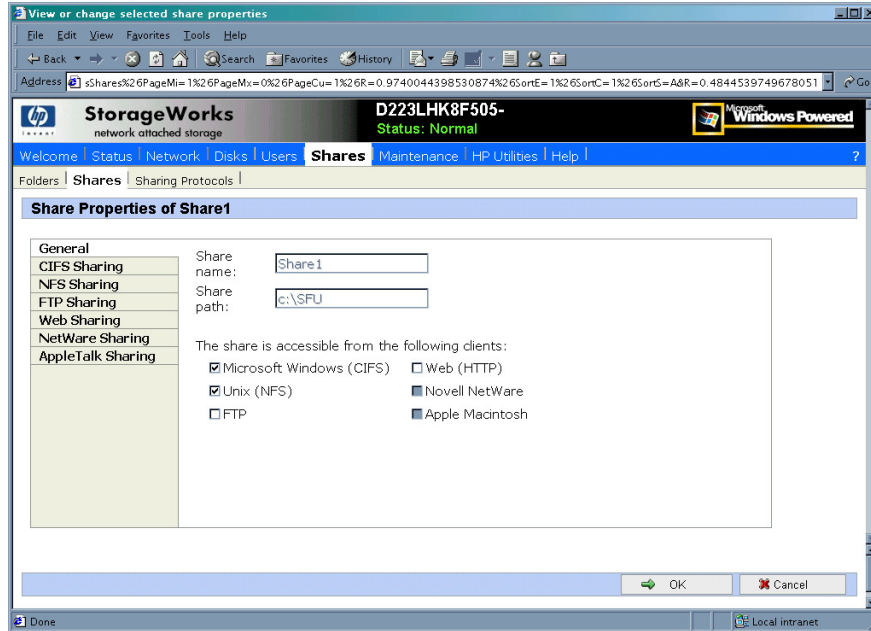 View or change selected share properties
File Edit View Favorites Tools Help
Back Search Favorites History
Address sShares%26PageMi=1%26PageMx=0%26PageCu=1%26R=0.9740044398530874%26SortE=1%26SortC=1%26SortS=A&R=0.4844539749678051 Go
hp invent StorageWorks D223LHK8F505- Microsoft Windows Powered
network attached storage Status: Normal
Welcome Status Network Disks Users Shares Maintenance HP Utilities Help ?
Folders Shares Sharing Protocols
Share Properties of Share1
General
CIFS Sharing
NFS Sharing
FTP Sharing
Web Sharing
NetWare Sharing
AppleTalk Sharing
Share name: Share1
Share path: c:\SFU
The share is accessible from the following clients:
Microsoft Windows (CIFS) Web (HTTP)
Unix (NFS) Novell NetWare
FTP Apple Macintosh
OK Cancel
Done Local intranet